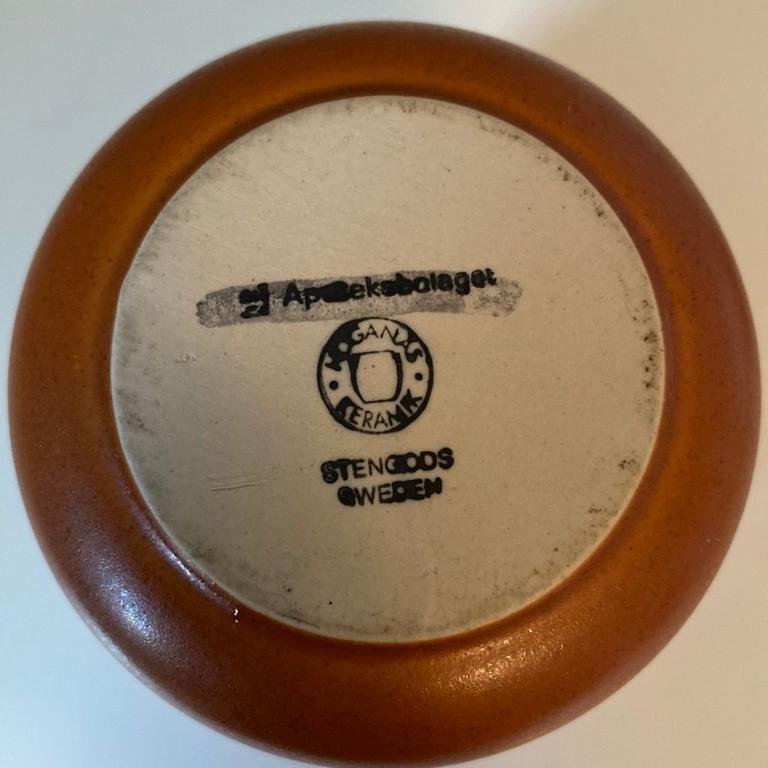 Apoteksbolaget
HÖGANÄS
KERAMIK
STENGODS
SWEDEN